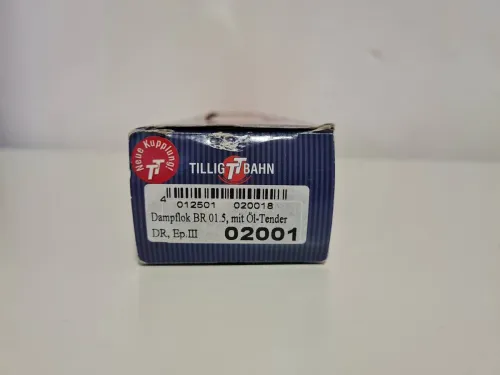 Neue Kupplung!
TT
TILLIG TT BAHN
4 012501 020018
Dampflok BR 01.5, mit Öl-Tender
DR, Ep.III 02001